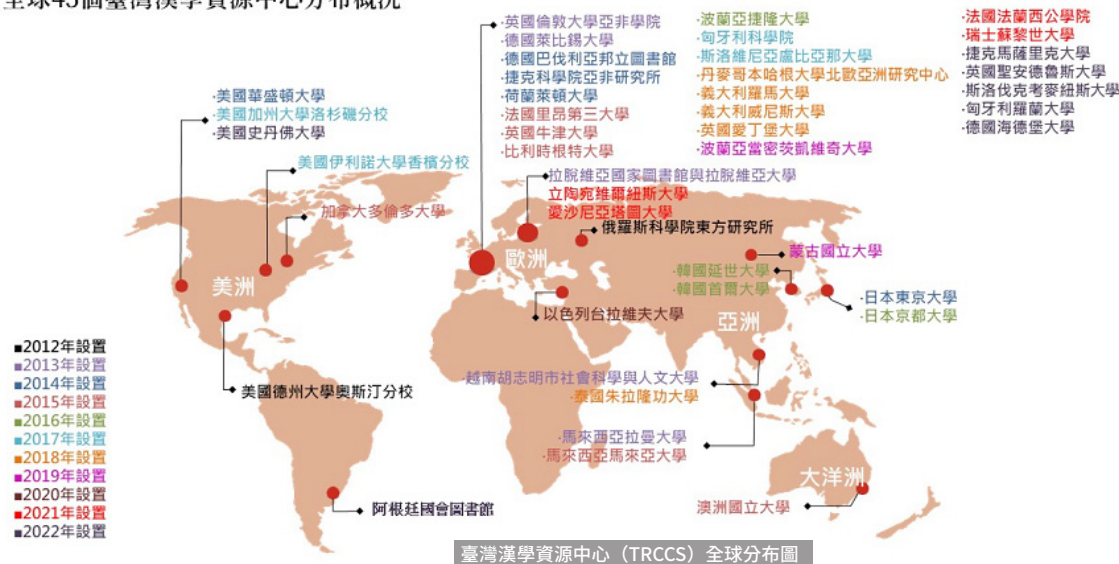 全球45個臺灣漢學資源中心分布概況
·英國倫敦大學亞非學院
·德國萊比錫大學
·德國巴伐利亞邦立圖書館
·捷克科學院亞非研究所
·荷蘭萊頓大學
·法國里昂第三大學
·英國牛津大學
·比利時根特大學
·波蘭亞捷隆大學
·匈牙利科學院
·斯洛維尼亞盧比亞那大學
·丹麥哥本哈根大學北歐亞洲研究中心
·義大利羅馬大學
·義大利威尼斯大學
·英國愛丁堡大學
·波蘭亞當密茨凱維奇大學
·法國法蘭西公學院
·瑞士蘇黎世大學
·捷克馬薩里克大學
·英國聖安德魯斯大學
·斯洛伐克考麥紐斯大學
·匈牙利羅蘭大學
·德國海德堡大學
·美國華盛頓大學
·美國加州大學洛杉磯分校
·美國史丹佛大學
·美國伊利諾大學香檳分校
·加拿大多倫多大學
·拉脫維亞國家圖書館與拉脫維亞大學
立陶宛維爾紐斯大學
愛沙尼亞塔圖大學
俄羅斯科學院東方研究所
蒙古國立大學
歐洲
·韓國延世大學
·韓國首爾大學
美洲
·日本東京大學
·日本京都大學
以色列台拉維夫大學
亞洲
·越南胡志明市社會科學與人文大學
·泰國朱拉隆功大學
美國德州大學奧斯汀分校
·馬來西亞拉曼大學
·馬來西亞馬來亞大學
大洋洲
澳洲國立大學
阿根廷國會圖書館
■2012年設置
■2013年設置
■2014年設置
■2015年設置
■2016年設置
■2017年設置
■2018年設置
■2019年設置
■2020年設置
■2021年設置
■2022年設置
臺灣漢學資源中心（TRCCS）全球分布圖